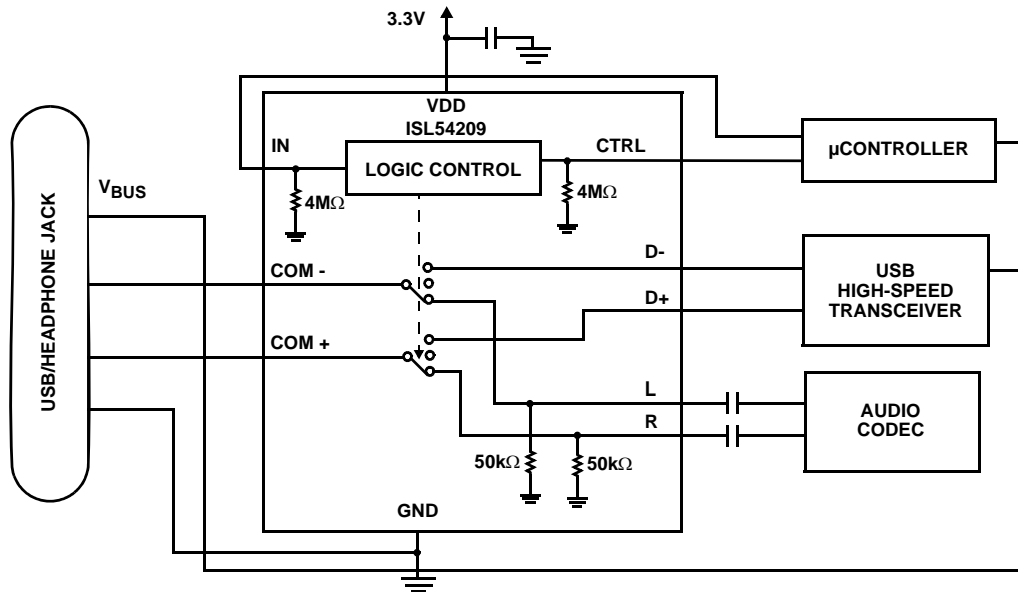 3.3V
VDD
ISL54209
IN
LOGIC CONTROL
CTRL
µCONTROLLER
4MΩ
4MΩ
VBUS
USB/HEADPHONE JACK
COM -
D-
USB
HIGH-SPEED
TRANSCEIVER
D+
COM +
L
R
AUDIO
CODEC
50kΩ
50kΩ
GND